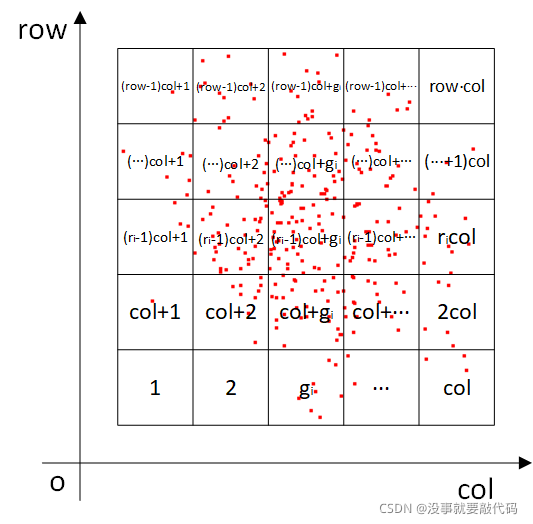 row
(row-1)col+1 (row-1)col+2 (row-1)col+gᵢ (row-1)col+··· row·col
(···)col+1 (···)col+2 (···)col+gᵢ (···)col+··· (···+1)col
(rᵢ-1)col+1 (rᵢ-1)col+2 (rᵢ-1)col+gᵢ (rᵢ-1)col+··· rᵢcol
col+1 col+2 col+gᵢ col+··· 2col
1 2 gᵢ ··· col
o col
CSDN @没事就要敲代码